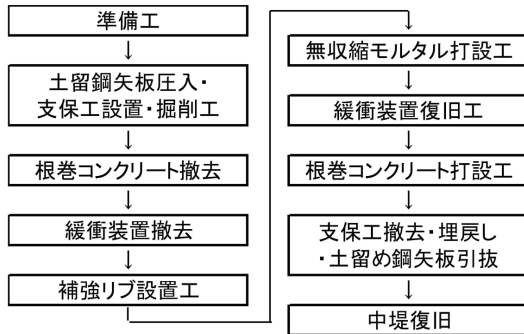 準備工
↓
土留鋼矢板圧入・
支保工設置・掘削工
↓
根巻コンクリート撤去
↓
緩衝装置撤去
↓
補強リブ設置工
↓
無収縮モルタル打設工
↓
緩衝装置復旧工
↓
根巻コンクリート打設工
↓
支保工撤去・埋戻し
・土留め鋼矢板引抜
↓
中堤復旧